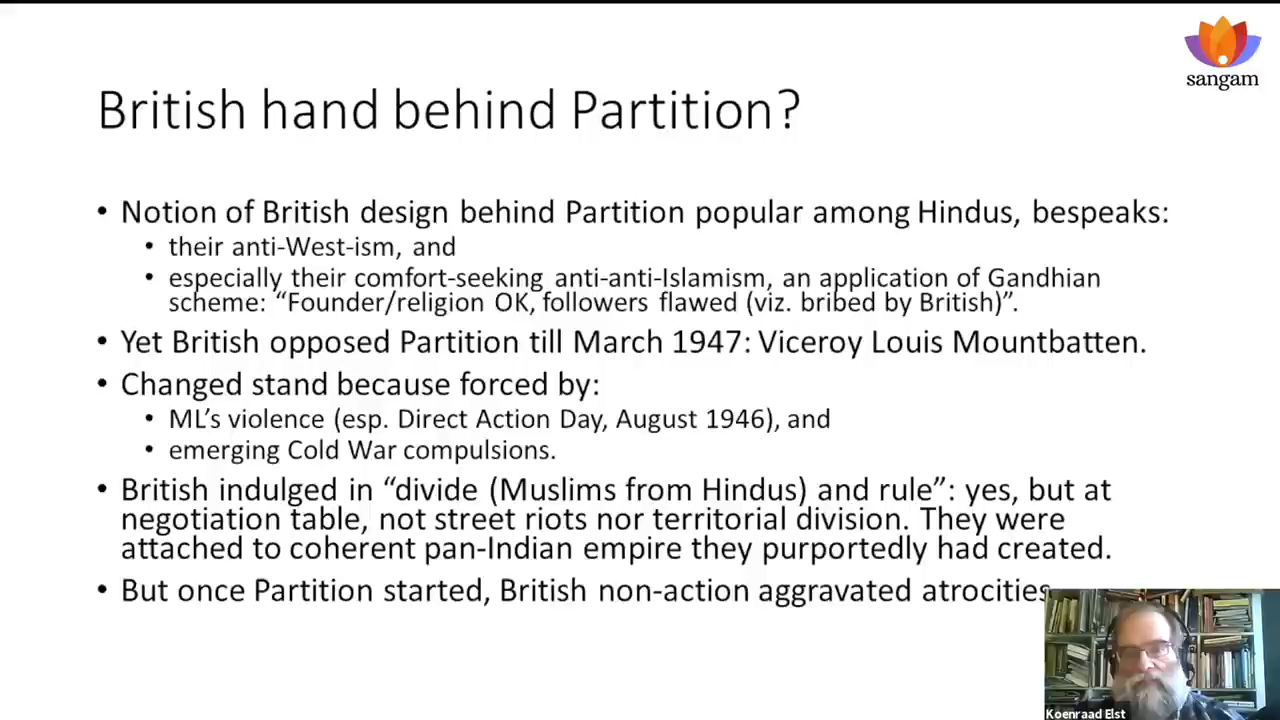 sangam
British hand behind Partition?
• Notion of British design behind Partition popular among Hindus, bespeaks:
• their anti-West-ism, and
• especially their comfort-seeking anti-anti-Islamism, an application of Gandhian
scheme: “Founder/religion OK, followers flawed (viz. bribed by British)”.
• Yet British opposed Partition till March 1947: Viceroy Louis Mountbatten.
• Changed stand because forced by:
• ML’s violence (esp. Direct Action Day, August 1946), and
• emerging Cold War compulsions.
• British indulged in “divide (Muslims from Hindus) and rule”: yes, but at
negotiation table, not street riots nor territorial division. They were
attached to coherent pan-Indian empire they purportedly had created.
• But once Partition started, British non-action aggravated atrocities
Koenraad Elst